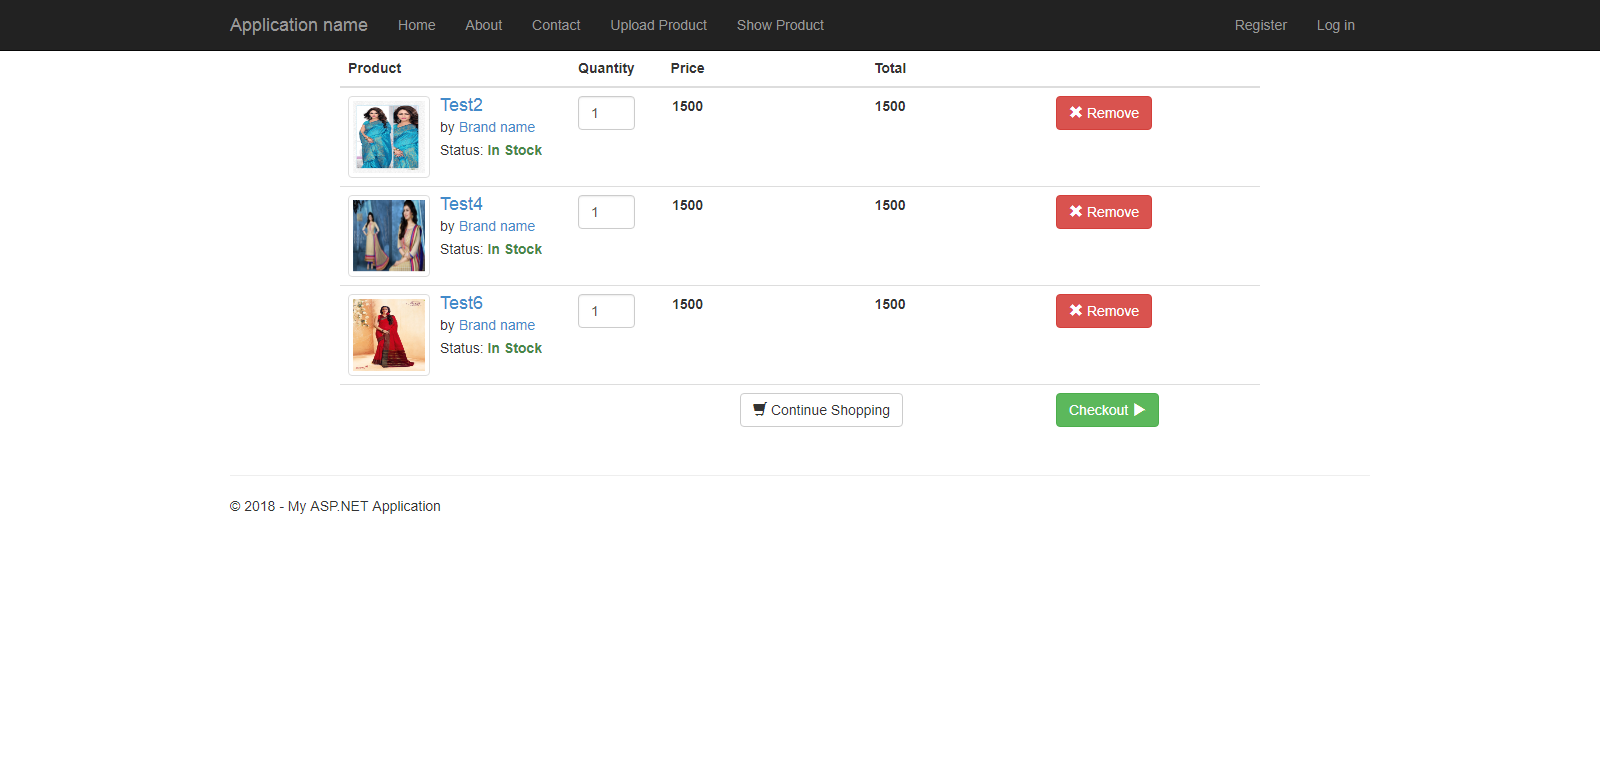 Application name Home About Contact Upload Product Show Product Register Log in
Product Quantity Price Total
Test2 1 1500 1500 Remove
by Brand name
Status: In Stock
Test4 1 1500 1500 Remove
by Brand name
Status: In Stock
Test6 1 1500 1500 Remove
by Brand name
Status: In Stock
Continue Shopping Checkout
© 2018 - My ASP.NET Application